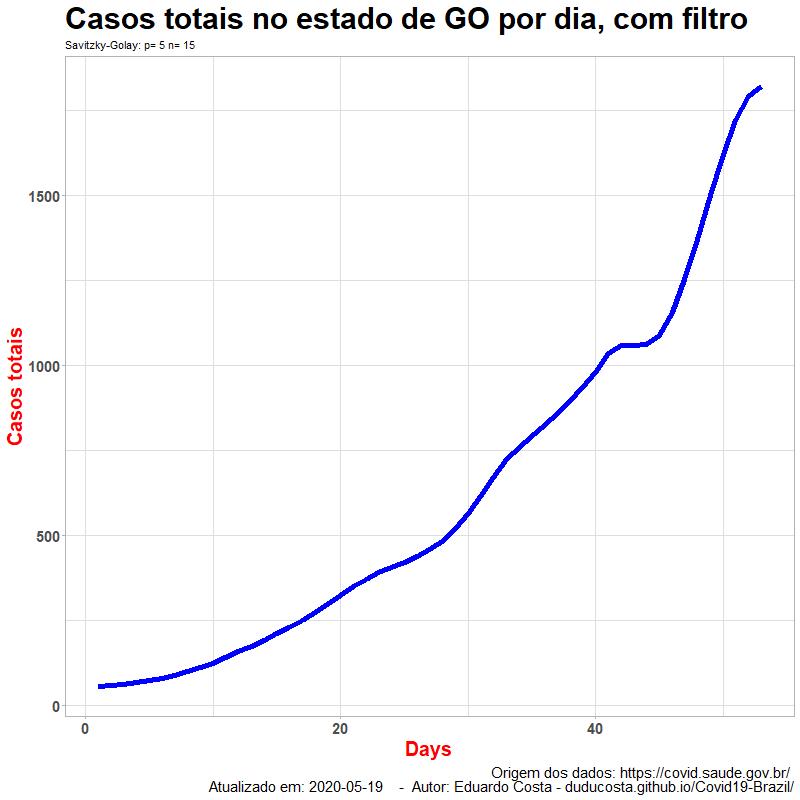 Casos totais no estado de GO por dia, com filtro
Savitzky-Golay: p= 5 n= 15
Casos totais
1500
1000
500
0
0 20 40
Days
Origem dos dados: https://covid.saude.gov.br/
Atualizado em: 2020-05-19 - Autor: Eduardo Costa - duducosta.github.io/Covid19-Brazil/